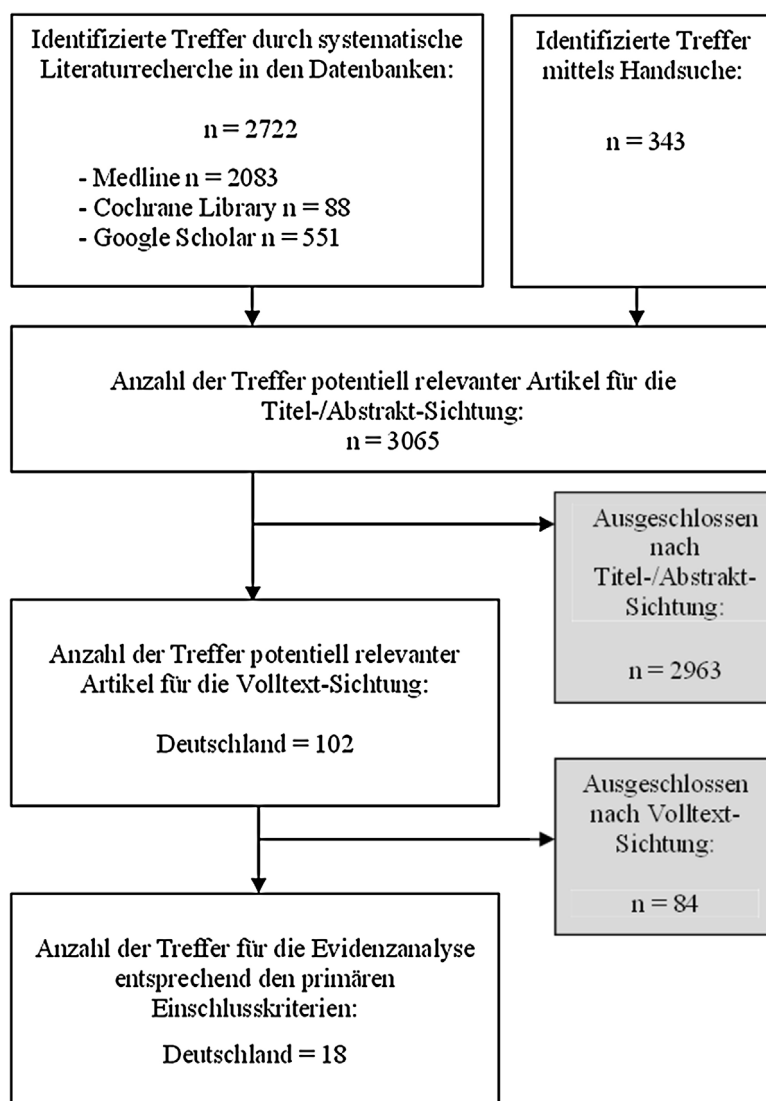 Identifizierte Treffer durch systematische
Literaturrecherche in den Datenbanken:
n = 2722
- Medline n = 2083
- Cochrane Library n = 88
- Google Scholar n = 551
Identifizierte Treffer
mittels Handsuche:
n = 343
Anzahl der Treffer potentiell relevanter Artikel für die
Titel-/Abstrakt-Sichtung:
n = 3065
Ausgeschlossen
nach
Titel-/Abstrakt-
Sichtung:
n = 2963
Anzahl der Treffer potentiell relevanter
Artikel für die Volltext-Sichtung:
Deutschland = 102
Ausgeschlossen
nach Volltext-
Sichtung:
n = 84
Anzahl der Treffer für die Evidenzanalyse
entsprechend den primären
Einschlusskriterien:
Deutschland = 18